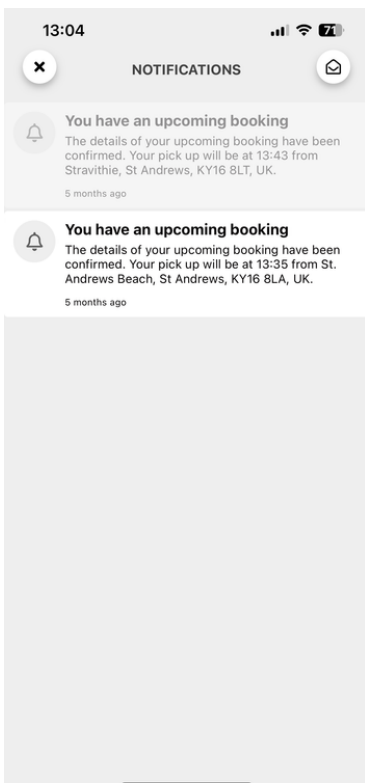 13:04
71
NOTIFICATIONS
You have an upcoming booking
The details of your upcoming booking have been
confirmed. Your pick up will be at 13:43 from
Stravithie, St Andrews, KY16 8LT, UK.
5 months ago
You have an upcoming booking
The details of your upcoming booking have been
confirmed. Your pick up will be at 13:35 from St.
Andrews Beach, St Andrews, KY16 8LA, UK.
5 months ago